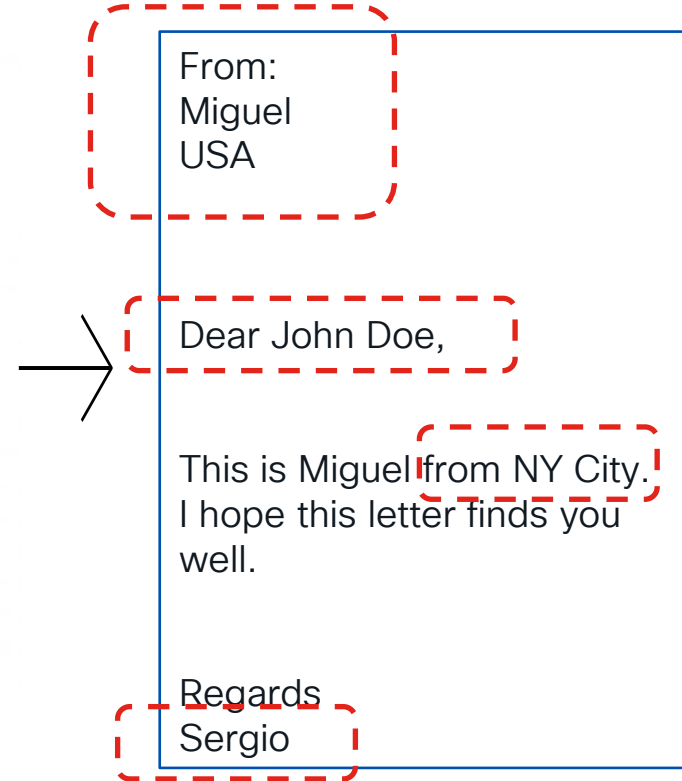 From:
Miguel
USA
Dear John Doe,
This is Miguel from NY City.
I hope this letter finds you
well.
Regards
Sergio